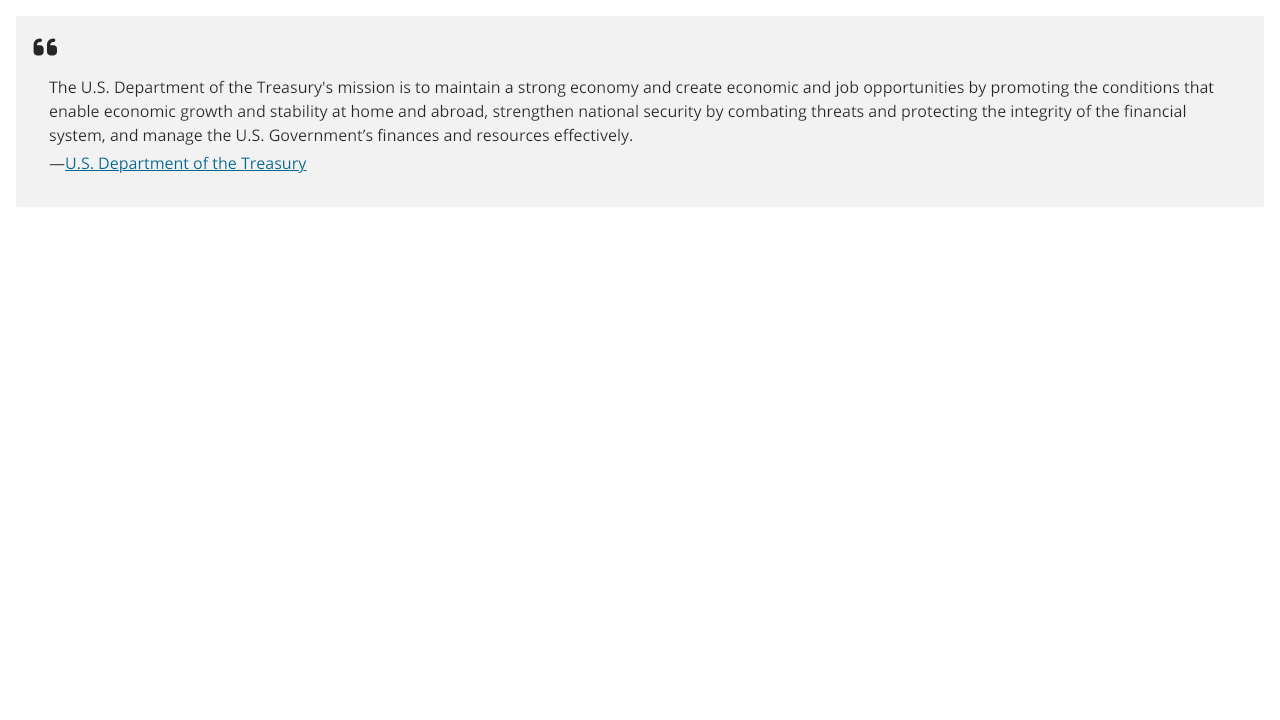 ❝
The U.S. Department of the Treasury's mission is to maintain a strong economy and create economic and job opportunities by promoting the conditions that
enable economic growth and stability at home and abroad, strengthen national security by combating threats and protecting the integrity of the financial
system, and manage the U.S. Government’s finances and resources effectively.
—U.S. Department of the Treasury